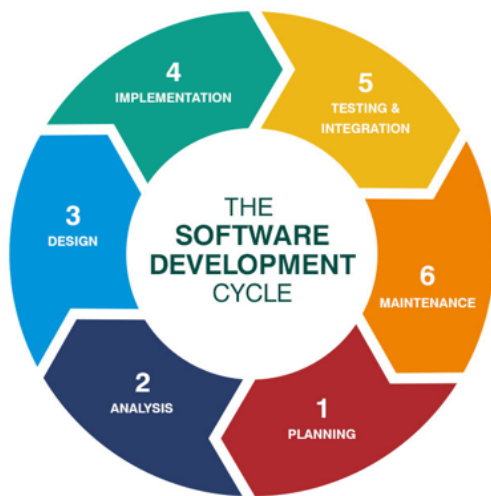 THE
SOFTWARE
DEVELOPMENT
CYCLE
1
PLANNING
2
ANALYSIS
3
DESIGN
4
IMPLEMENTATION
5
TESTING &
INTEGRATION
6
MAINTENANCE